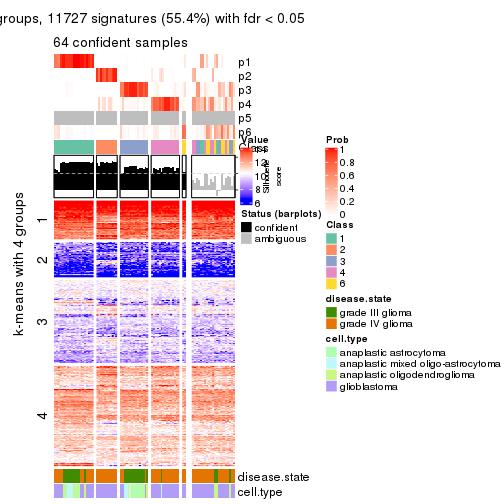 groups, 11727 signatures (55.4%) with fdr < 0.05
64 confident samples
p1
p2
p3
p4
p5
p6
Class
k-means with 4 groups
1
2
3
4
disease.state
cell.type
Value
14
12
10
8
6
Silhouette
score
Status (barplots)
confident
ambiguous
Prob
1
0.8
0.6
0.4
0.2
0
Class
1
2
3
4
6
disease.state
grade III glioma
grade IV glioma
cell.type
anaplastic astrocytoma
anaplastic mixed oligo-astrocytoma
anaplastic oligodendroglioma
glioblastoma